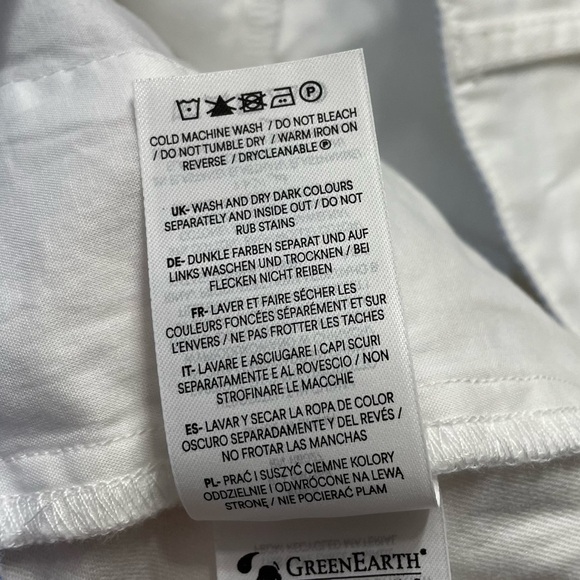 P
COLD MACHINE WASH / DO NOT BLEACH
/ DO NOT TUMBLE DRY / WARM IRON ON
REVERSE / DRYCLEANABLE Ⓟ
UK- WASH AND DRY DARK COLOURS
SEPARATELY AND INSIDE OUT / DO NOT
RUB STAINS
DE- DUNKLE FARBEN SEPARAT UND AUF
LINKS WASCHEN UND TROCKNEN / BEI
FLECKEN NICHT REIBEN
FR- LAVER ET FAIRE SÉCHER LES
COULEURS FONCÉES SÉPARÉMENT ET SUR
L'ENVERS / NE PAS FROTTER LES TACHES
IT- LAVARE E ASCIUGARE I CAPI SCURI
SEPARATAMENTE E AL ROVESCIO / NON
STROFINARE LE MACCHIE
ES- LAVAR Y SECAR LA ROPA DE COLOR
OSCURO SEPARADAMENTE Y DEL REVÉS /
NO FROTAR LAS MANCHAS
PL- PRAĆ I SUSZYĆ CIEMNE KOLORY
ODDZIELNIE I ODWRÓCONE NA LEWĄ
STRONĘ / NIE POCIERAĆ PLAM
GREENEARTH®